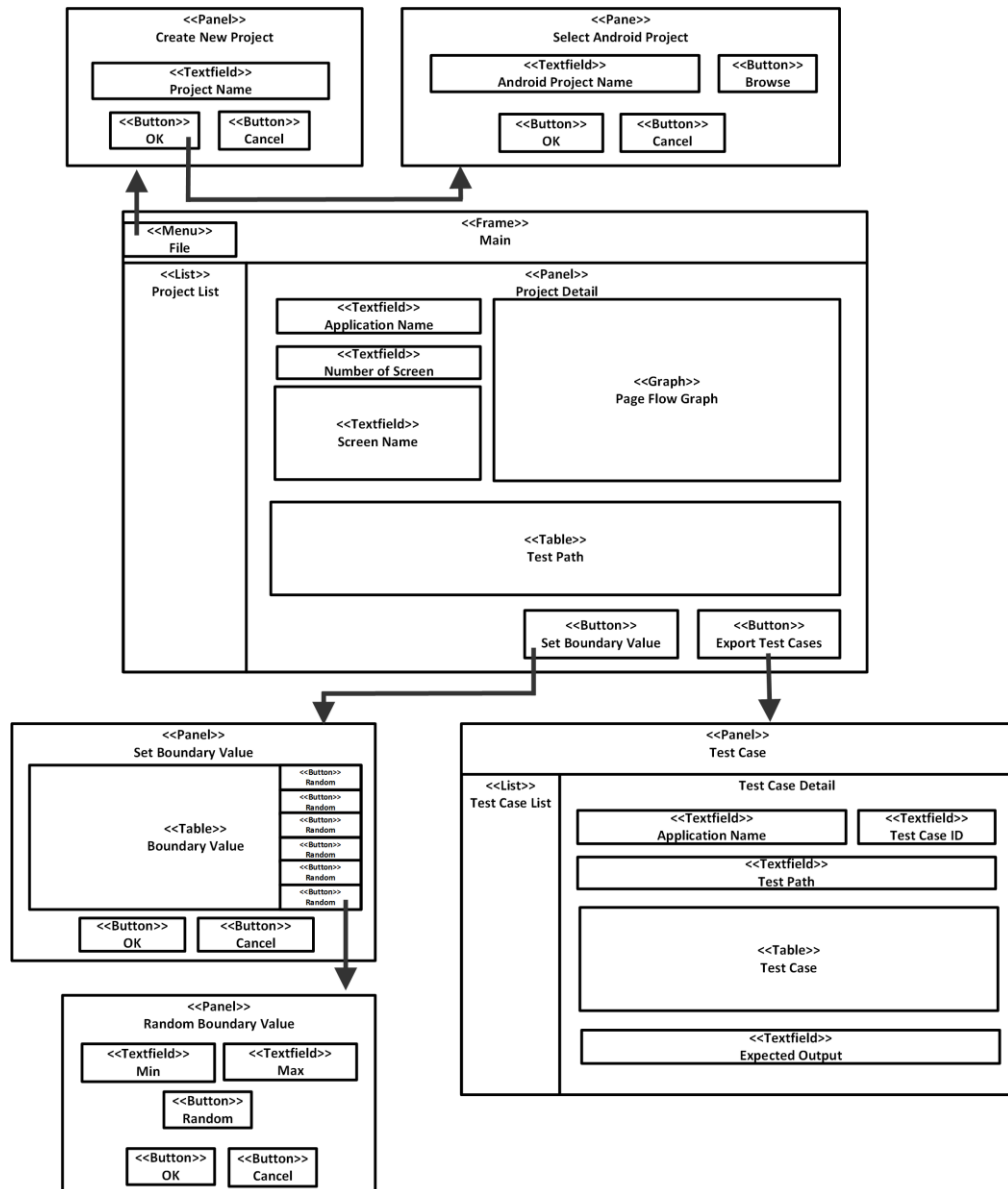 <<Panel>>
Create New Project
<<Textfield>>
Project Name
<<Button>>
OK
<<Button>>
Cancel
<<Pane>>
Select Android Project
<<Textfield>>
Android Project Name
<<Button>>
Browse
<<Button>>
OK
<<Button>>
Cancel
<<Frame>>
Main
<<Menu>>
File
<<List>>
Project List
<<Panel>>
Project Detail
<<Textfield>>
Application Name
<<Textfield>>
Number of Screen
<<Textfield>>
Screen Name
<<Graph>>
Page Flow Graph
<<Table>>
Test Path
<<Button>>
Set Boundary Value
<<Button>>
Export Test Cases
<<Panel>>
Set Boundary Value
<<Table>>
Boundary Value
<<Button>>
Random
<<Button>>
Random
<<Button>>
Random
<<Button>>
Random
<<Button>>
Random
<<Button>>
Random
<<Button>>
OK
<<Button>>
Cancel
<<Panel>>
Test Case
<<List>>
Test Case List
Test Case Detail
<<Textfield>>
Application Name
<<Textfield>>
Test Case ID
<<Textfield>>
Test Path
<<Table>>
Test Case
<<Textfield>>
Expected Output
<<Panel>>
Random Boundary Value
<<Textfield>>
Min
<<Textfield>>
Max
<<Button>>
Random
<<Button>>
OK
<<Button>>
Cancel